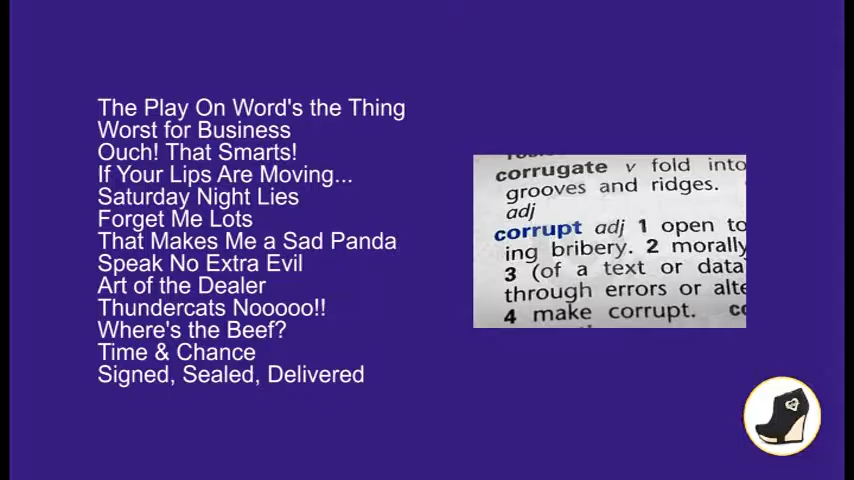 The Play On Word's the Thing
Worst for Business
Ouch! That Smarts!
If Your Lips Are Moving...
Saturday Night Lies
Forget Me Lots
That Makes Me a Sad Panda
Speak No Extra Evil
Art of the Dealer
Thundercats Nooooo!!
Where's the Beef?
Time & Chance
Signed, Sealed, Delivered
corrugate v fold into
grooves and ridges.
adj
corrupt adj 1 open to
ing bribery. 2 morally
3 (of a text or data
through errors or alte
4 make corrupt. co